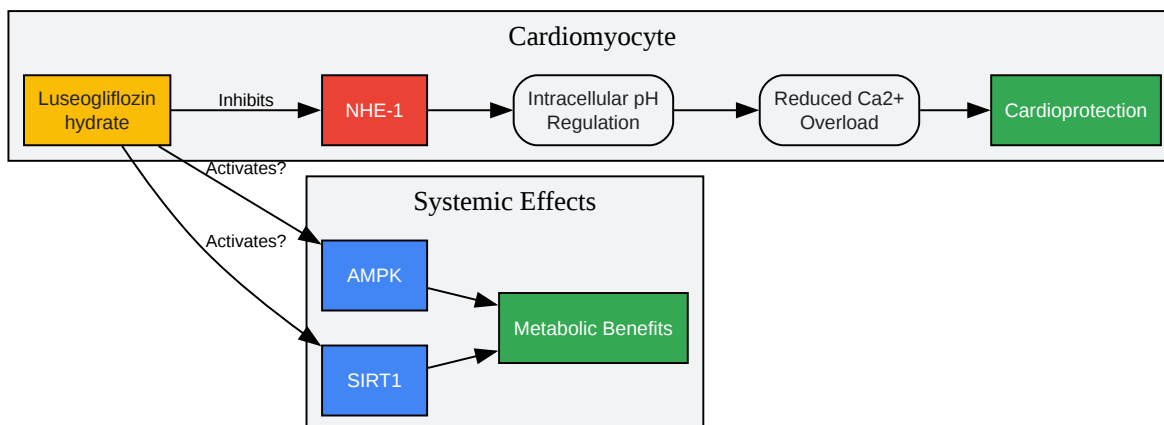 Cardiomyocyte
Luseogliflozin
hydrate
Inhibits
NHE-1
Intracellular pH
Regulation
Reduced Ca2+
Overload
Cardioprotection
Activates?
Activates?
Systemic Effects
AMPK
SIRT1
Metabolic Benefits